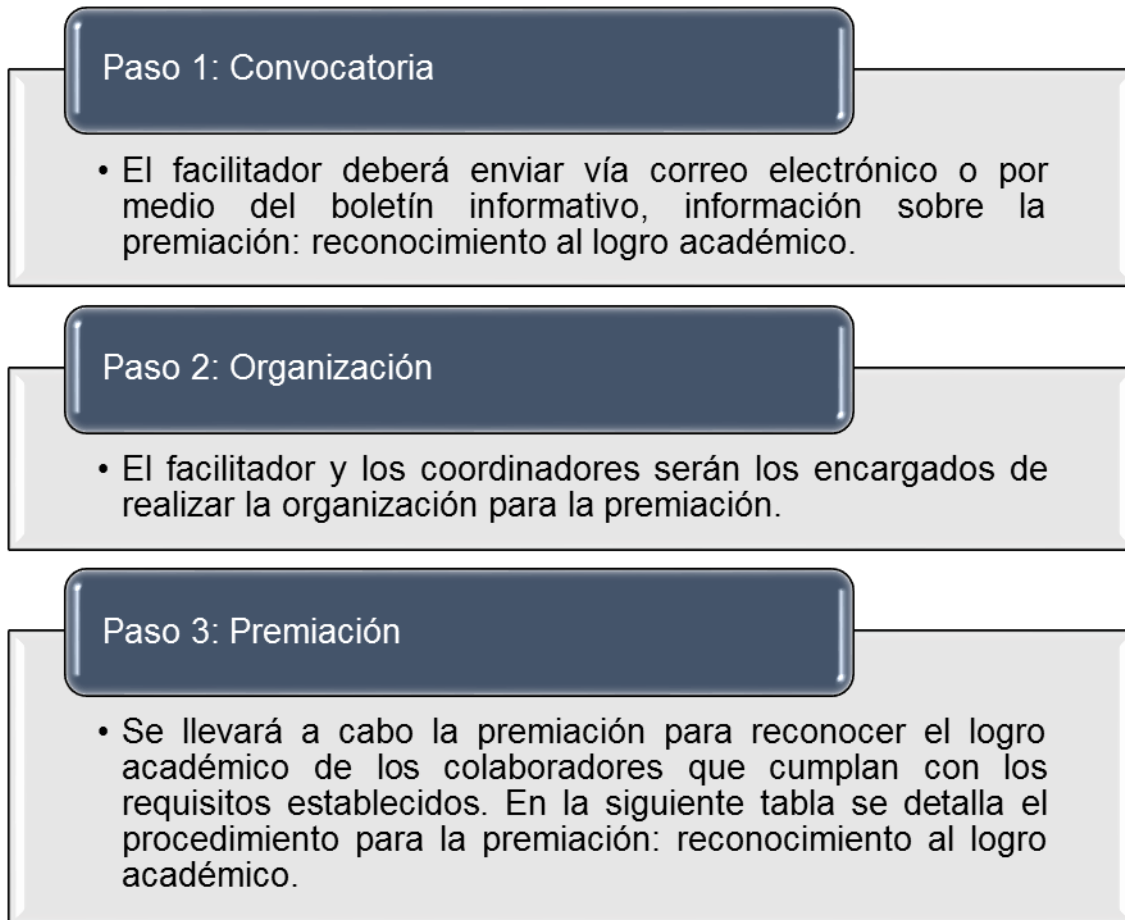 Paso 1: Convocatoria
• El facilitador deberá enviar vía correo electrónico o por
medio del boletín informativo, información sobre la
premiación: reconocimiento al logro académico.
Paso 2: Organización
• El facilitador y los coordinadores serán los encargados de
realizar la organización para la premiación.
Paso 3: Premiación
• Se llevará a cabo la premiación para reconocer el logro
académico de los colaboradores que cumplan con los
requisitos establecidos. En la siguiente tabla se detalla el
procedimiento para la premiación: reconocimiento al logro
académico.